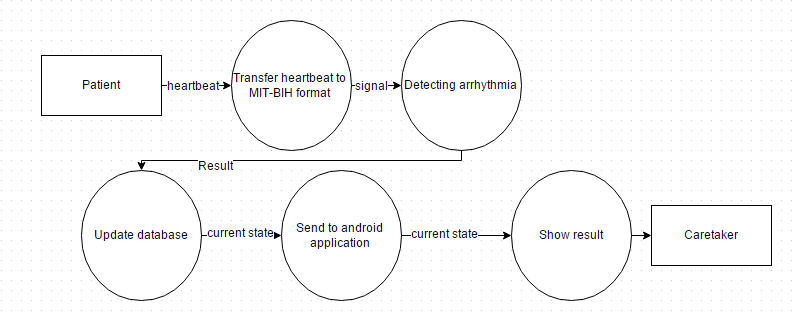 Patient
heartbeat
Transfer heartbeat to
MIT-BIH format
signal
Detecting arrhythmia
Result
Update database
current state
Send to android
application
current state
Show result
Caretaker